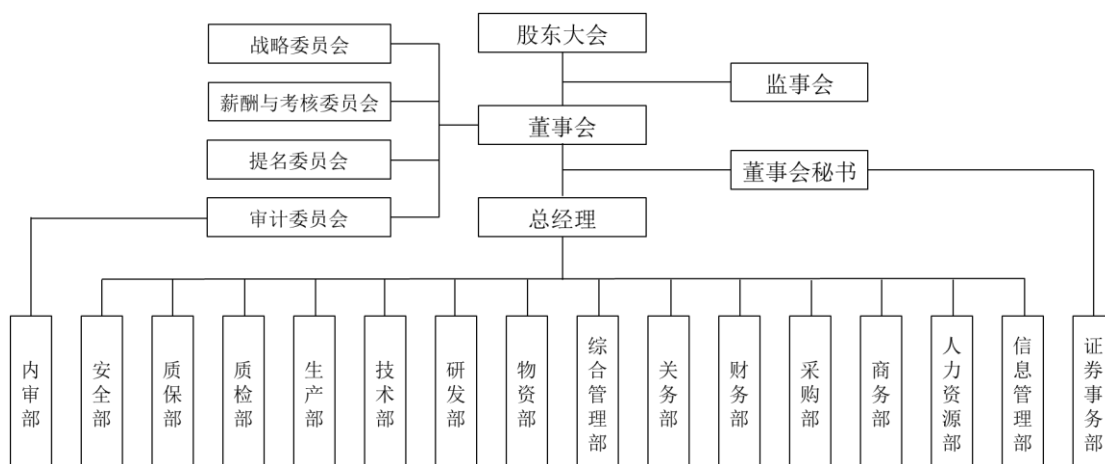 战略委员会
股东大会
薪酬与考核委员会
监事会
董事会
提名委员会
董事会秘书
审计委员会
总经理
内审部
安全部
质保部
质检部
生产部
技术部
研发部
物资部
综合管理部
关务部
财务部
采购部
商务部
人力资源部
信息管理部
证券事务部